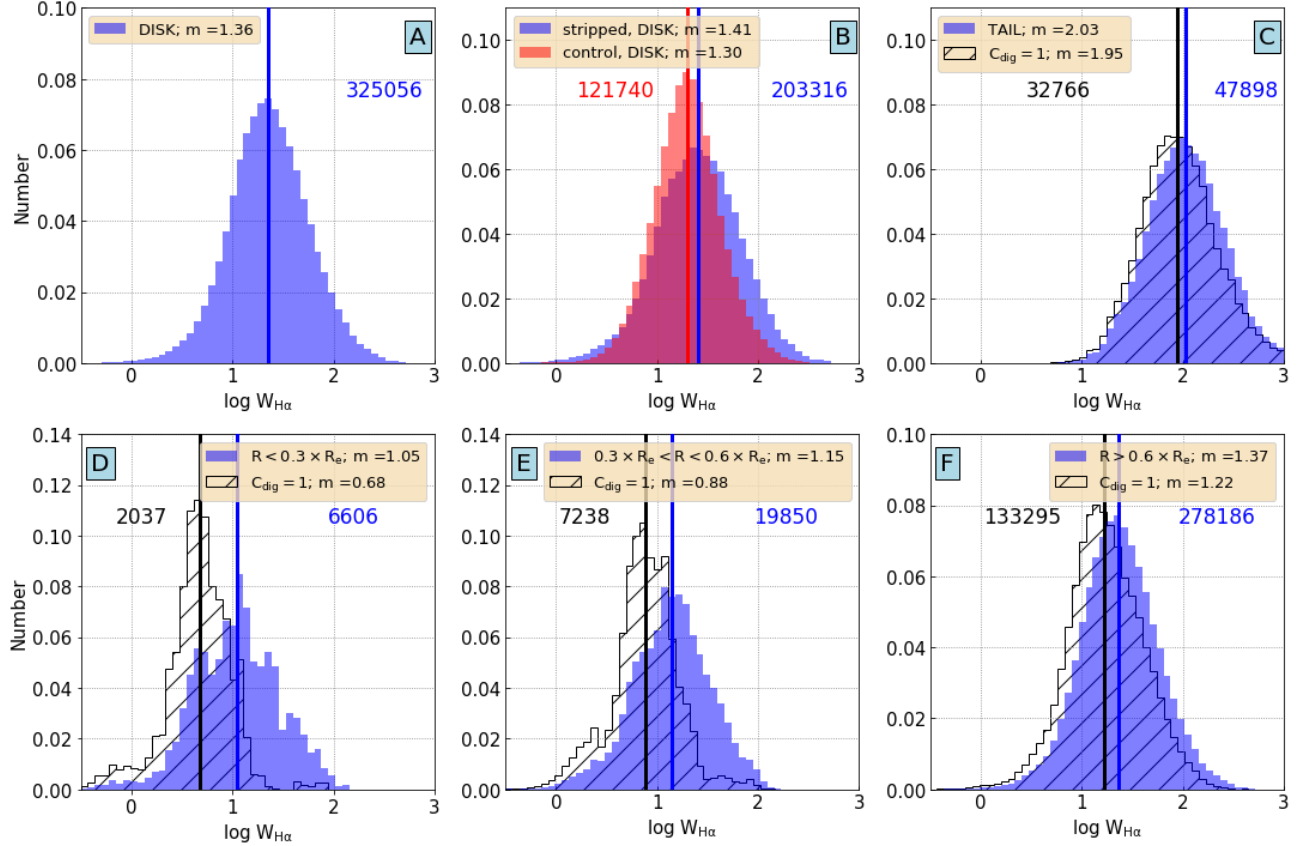 DISK; m =1.36
A
325056
0.10
0.08
0.06
0.04
0.02
0.00
Number
0 1 2 3
log W_Hα
stripped, DISK; m =1.41
control, DISK; m =1.30
B
121740
203316
0.10
0.08
0.06
0.04
0.02
0.00
0 1 2 3
log W_Hα
TAIL; m =2.03
C_dig = 1; m =1.95
C
32766
47898
0.10
0.08
0.06
0.04
0.02
0.00
0 1 2 3
log W_Hα
D
R < 0.3 × R_e; m =1.05
C_dig = 1; m =0.68
2037
6606
0.14
0.12
0.10
0.08
0.06
0.04
0.02
0.00
Number
0 1 2 3
log W_Hα
E
0.3 × R_e < R < 0.6 × R_e; m =1.15
C_dig = 1; m =0.88
7238
19850
0.14
0.12
0.10
0.08
0.06
0.04
0.02
0.00
0 1 2 3
log W_Hα
F
R > 0.6 × R_e; m =1.37
C_dig = 1; m =1.22
133295
278186
0.10
0.08
0.06
0.04
0.02
0.00
0 1 2 3
log W_Hα